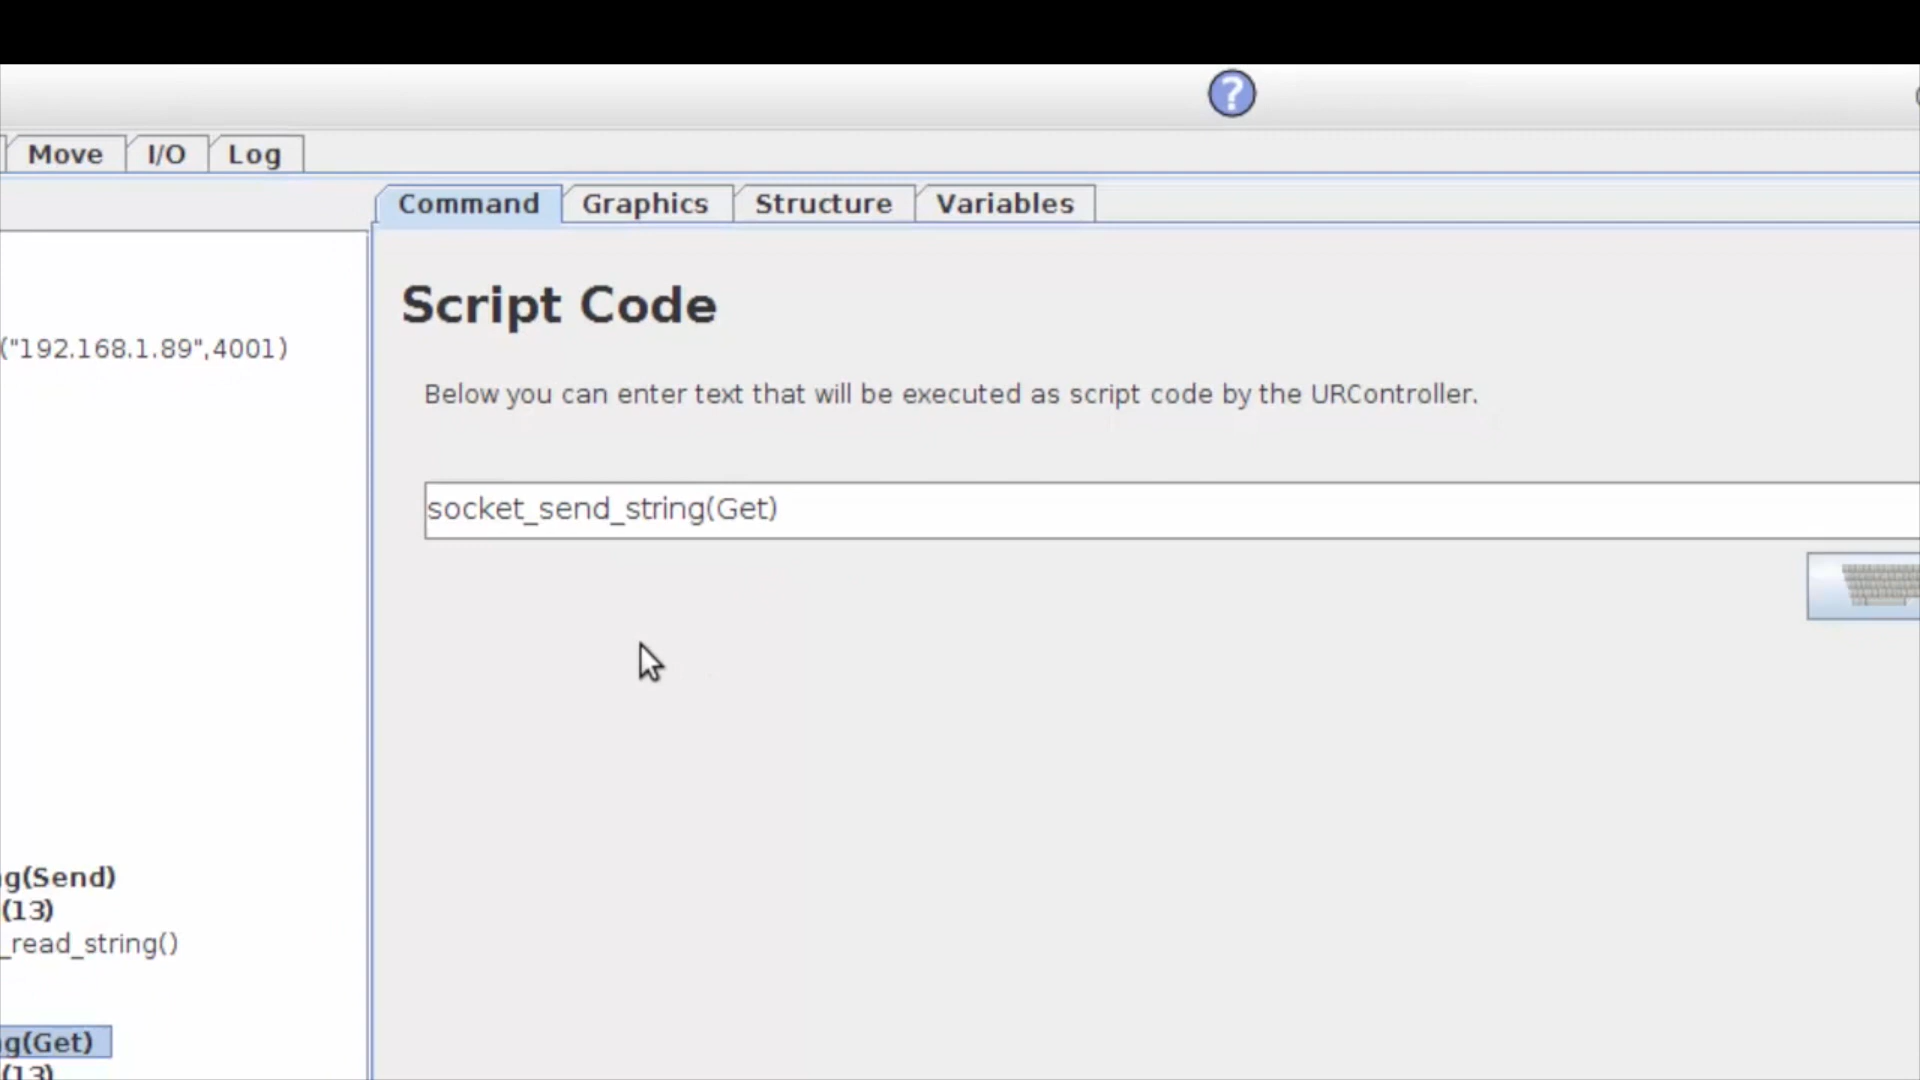 ?
Move I/O Log
Command Graphics Structure Variables
Script Code
("192.168.1.89",4001)
Below you can enter text that will be executed as script code by the URController.
socket_send_string(Get)
g(Send)
(13)
_read_string()
g(Get)
(13)